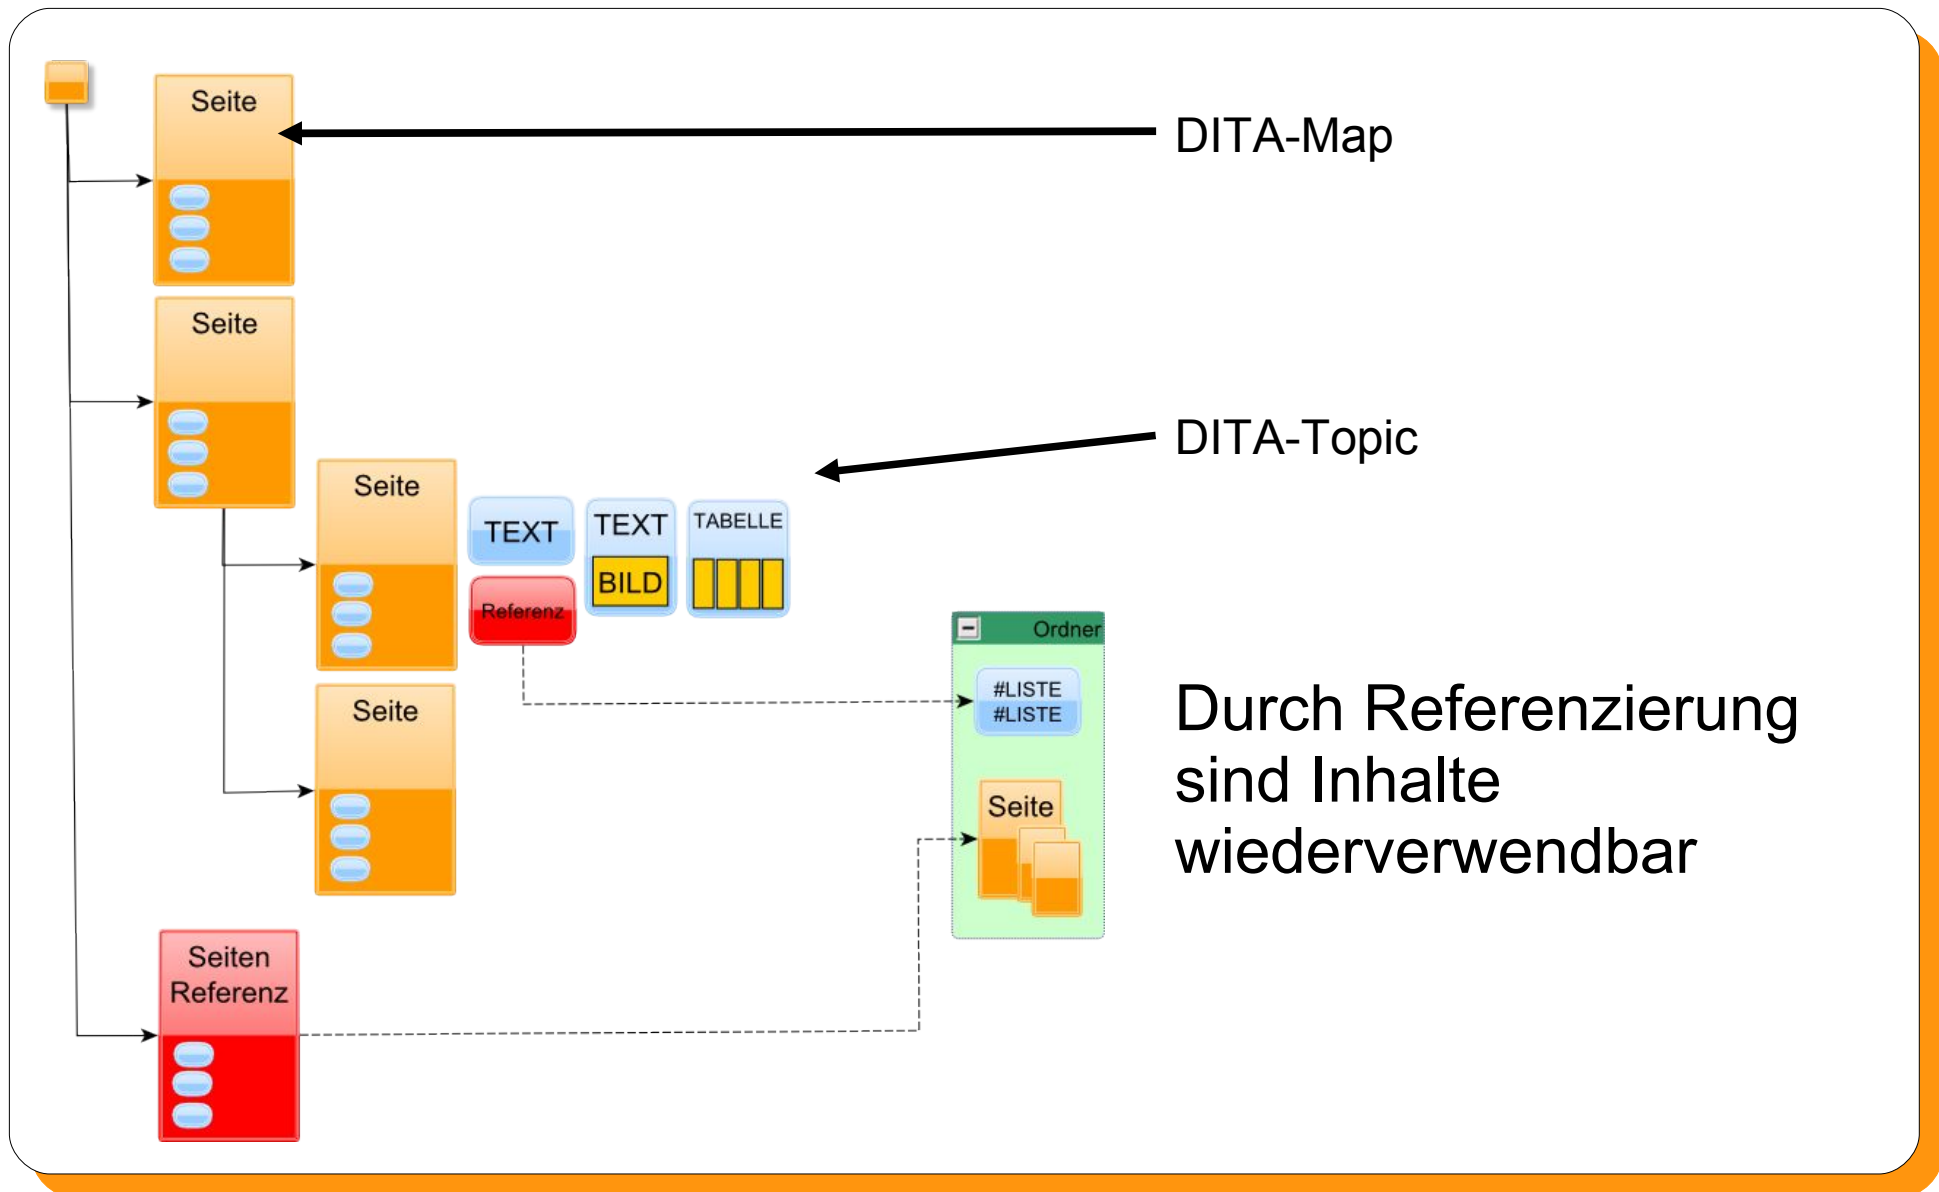 Seite
DITA-Map
Seite
DITA-Topic
Seite
TEXT
TEXT
BILD
TABELLE
Referenz
Ordner
#LISTE
#LISTE
Seite
Seite
Durch Referenzierung
sind Inhalte
wiederverwendbar
Seiten
Referenz